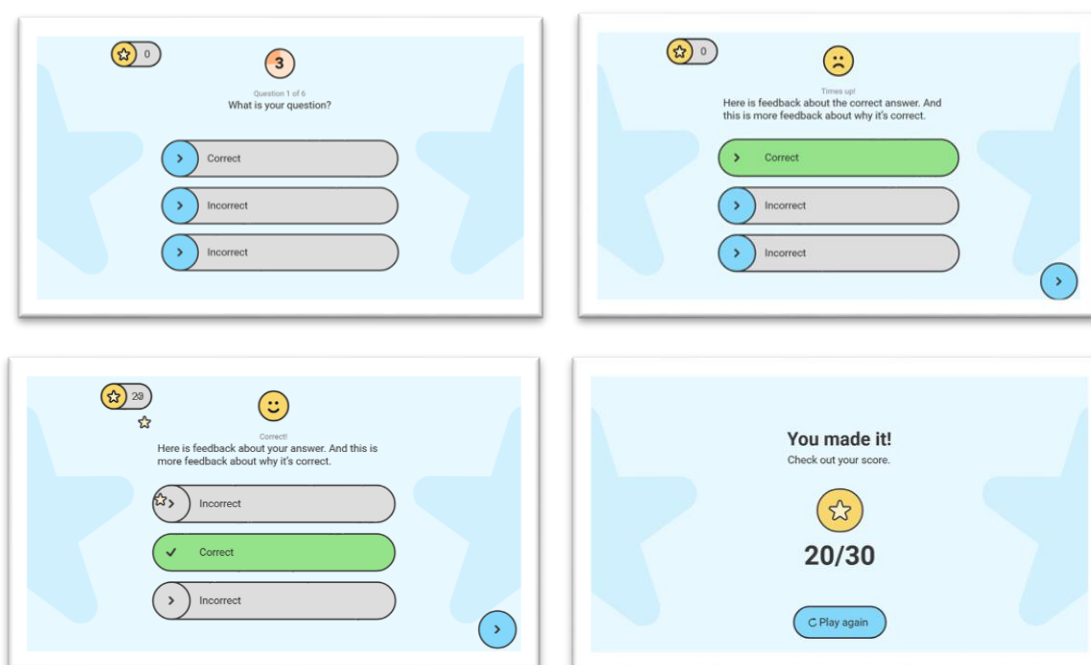 0
3
Question 1 of 6
What is your question?
Correct
Incorrect
Incorrect
0
Times up!
Here is feedback about the correct answer. And
this is more feedback about why it's correct.
Correct
Incorrect
Incorrect
Correct!
Here is feedback about your answer. And this is
more feedback about why it's correct.
Incorrect
Correct
Incorrect
You made it!
Check out your score.
20/30
Play again